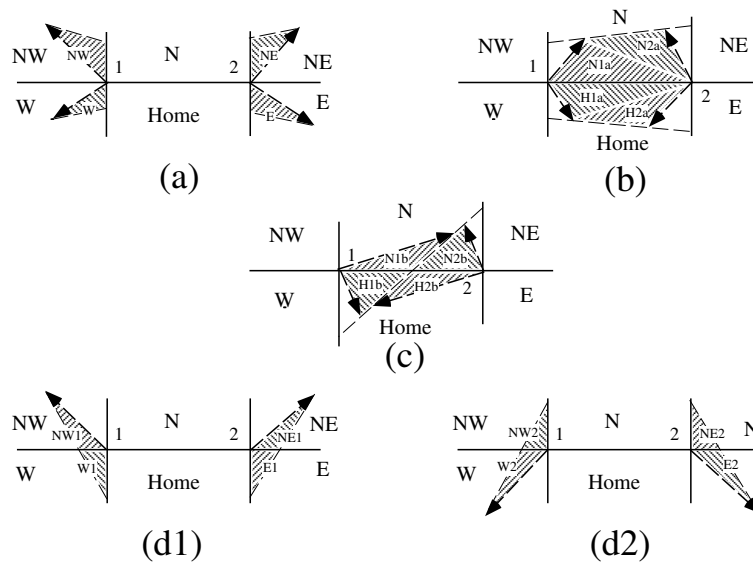 NW
NW
1
N
2
NE
NE
W
W
Home
E
E
(a)
N
NW
NE
N2a
1
N1a
W
H1a
H2a
2
E
Home
(b)
NW
N
NE
1
N1b
N2b
W
H1b
H2b
2
E
Home
(c)
NW
N
NE
NW1
1
2
NE1
W
W1
Home
E1
E
(d1)
NW
N
N
NW2
1
2
NE2
W
W2
Home
E2
E
(d2)